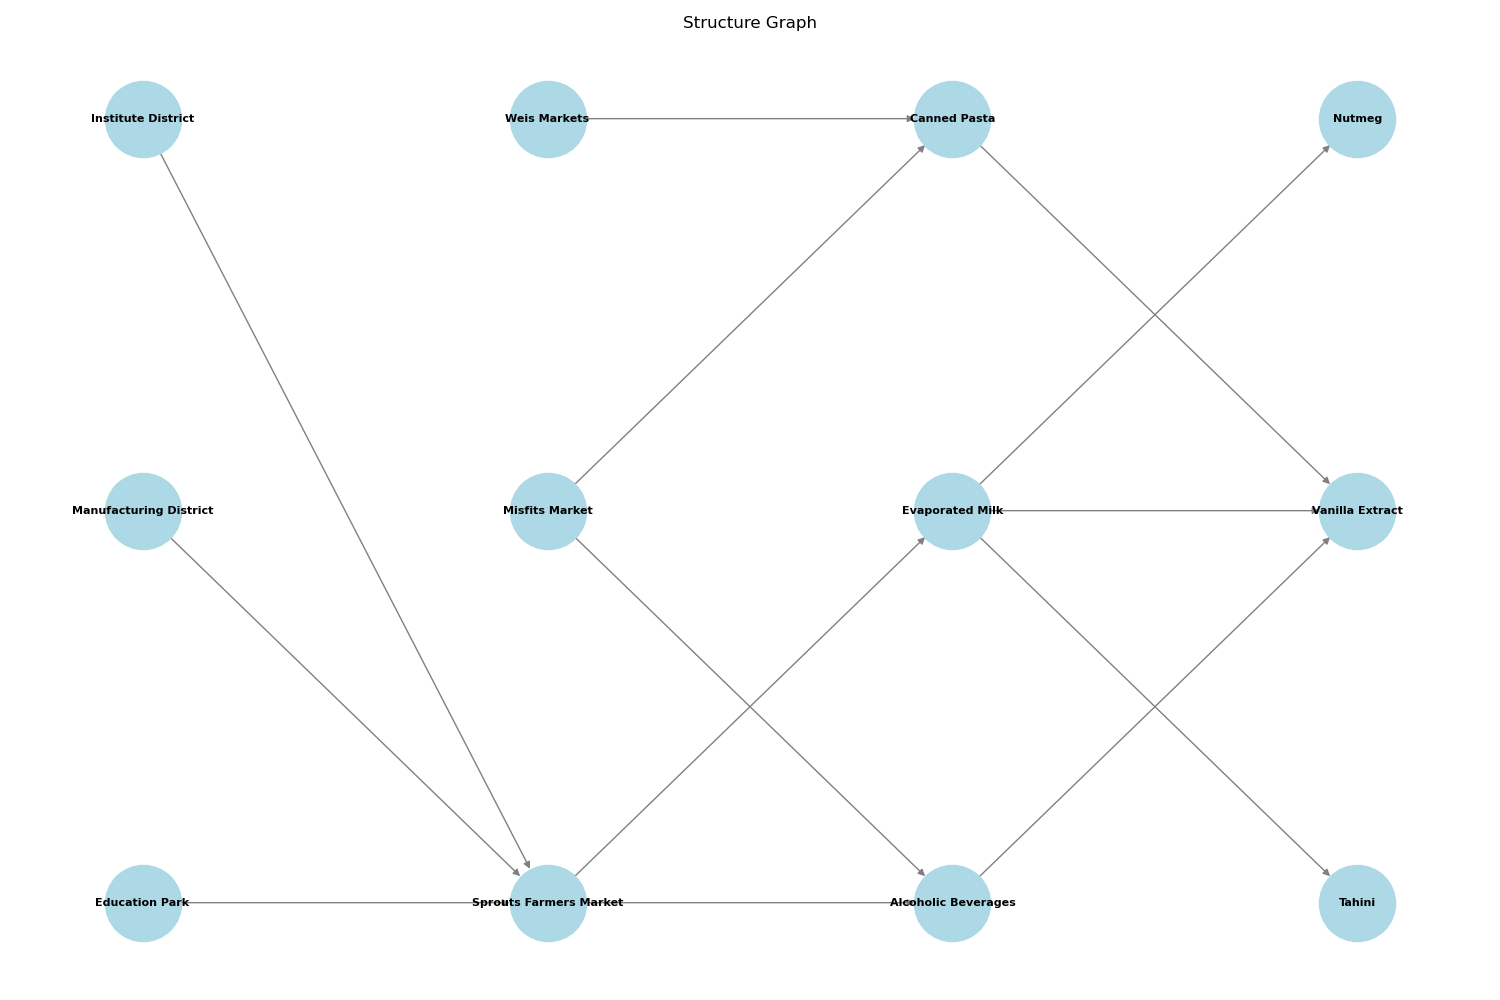 Structure Graph
Institute District
Weis Markets
Canned Pasta
Nutmeg
Manufacturing District
Misfits Market
Evaporated Milk
Vanilla Extract
Education Park
Sprouts Farmers Market
Alcoholic Beverages
Tahini